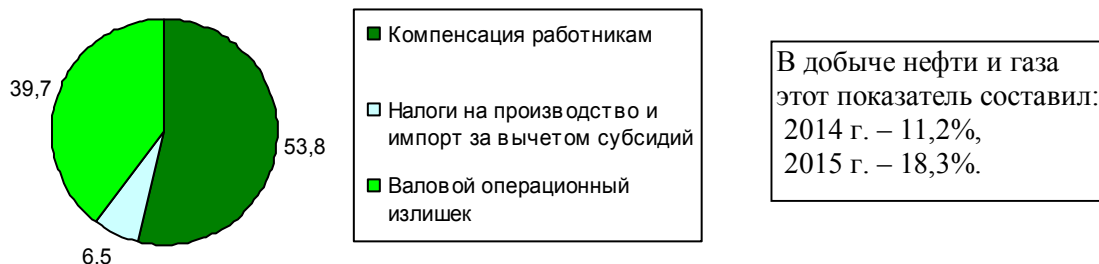 39,7
53,8
6,5
Компенсация работникам
Налоги на производство и
импорт за вычетом субсидий
Валовой операционный
излишек
В добыче нефти и газа
этот показатель составил:
2014 г. – 11,2%,
2015 г. – 18,3%.